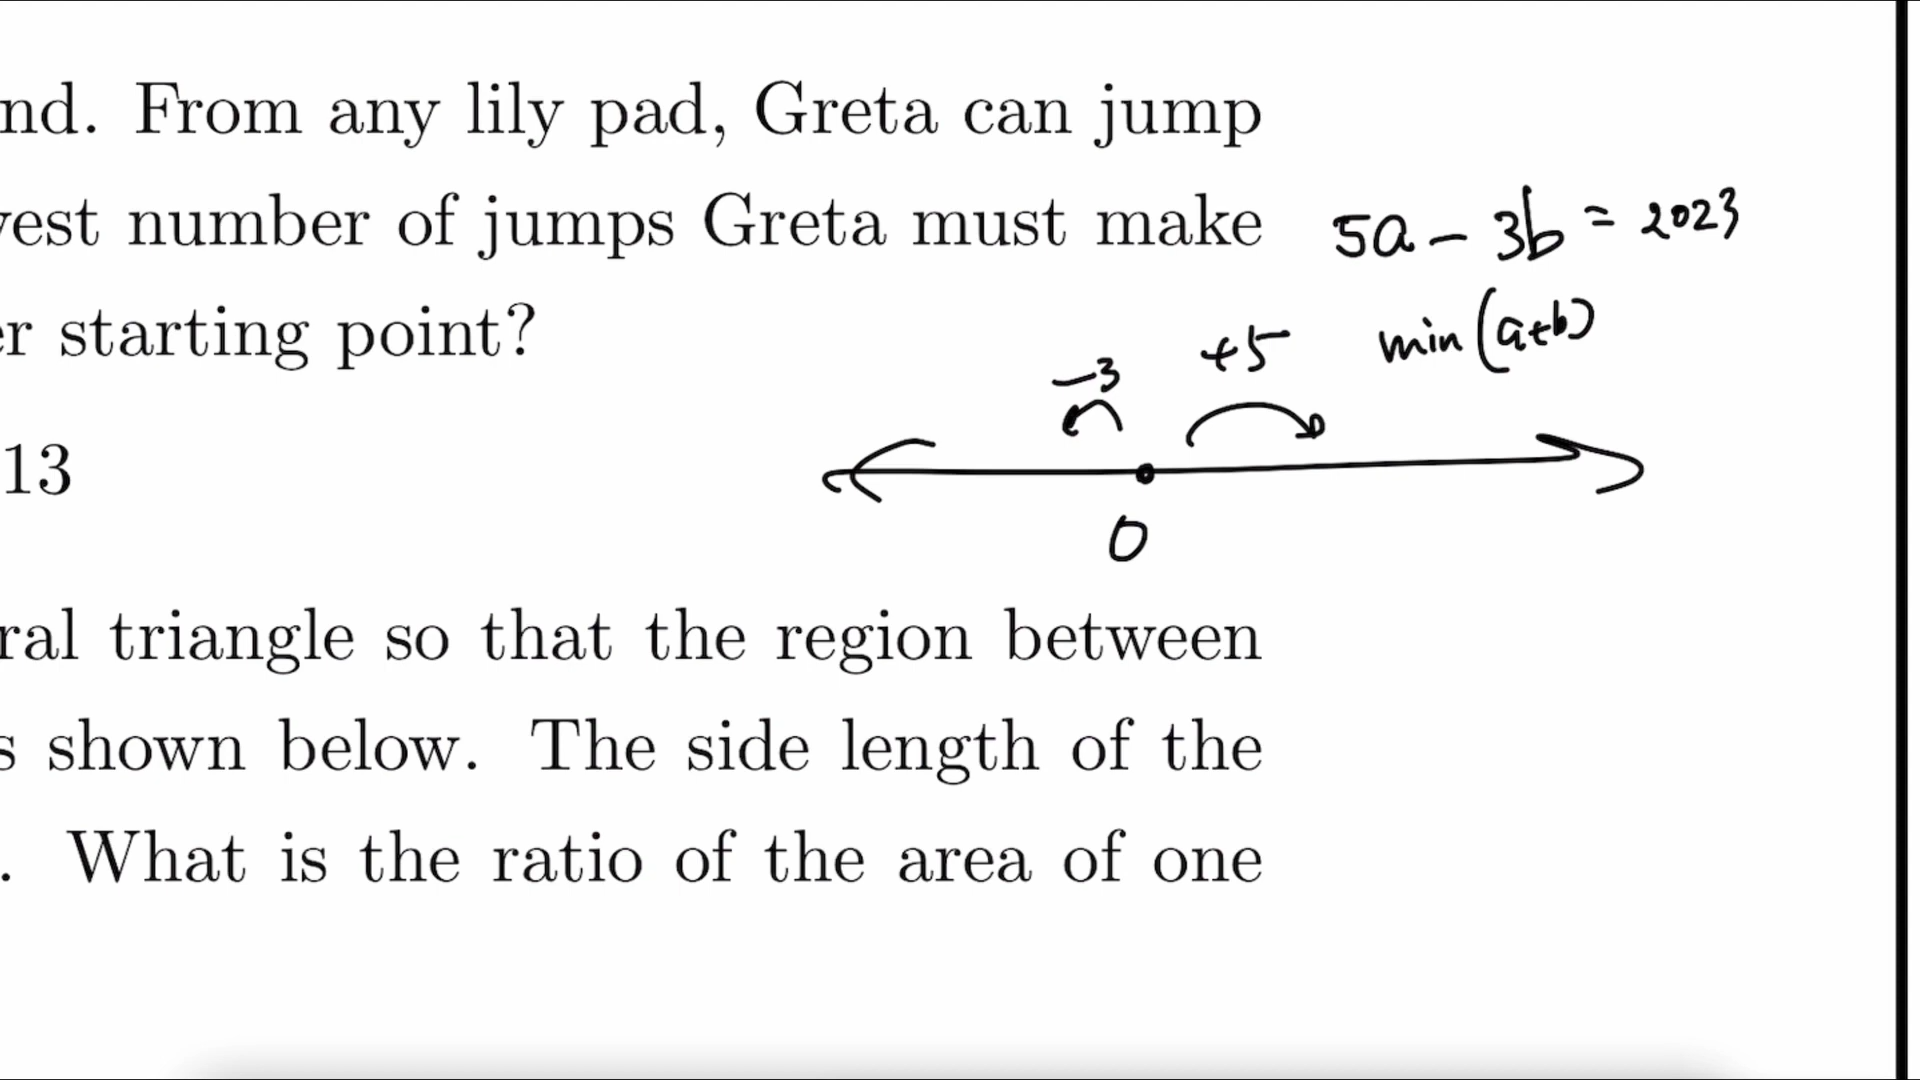 nd. From any lily pad, Greta can jump
vest number of jumps Greta must make
5a - 3b = 2023
er starting point?
min (a+b)
-3
+5
13
0
ral triangle so that the region between
s shown below. The side length of the
. What is the ratio of the area of one